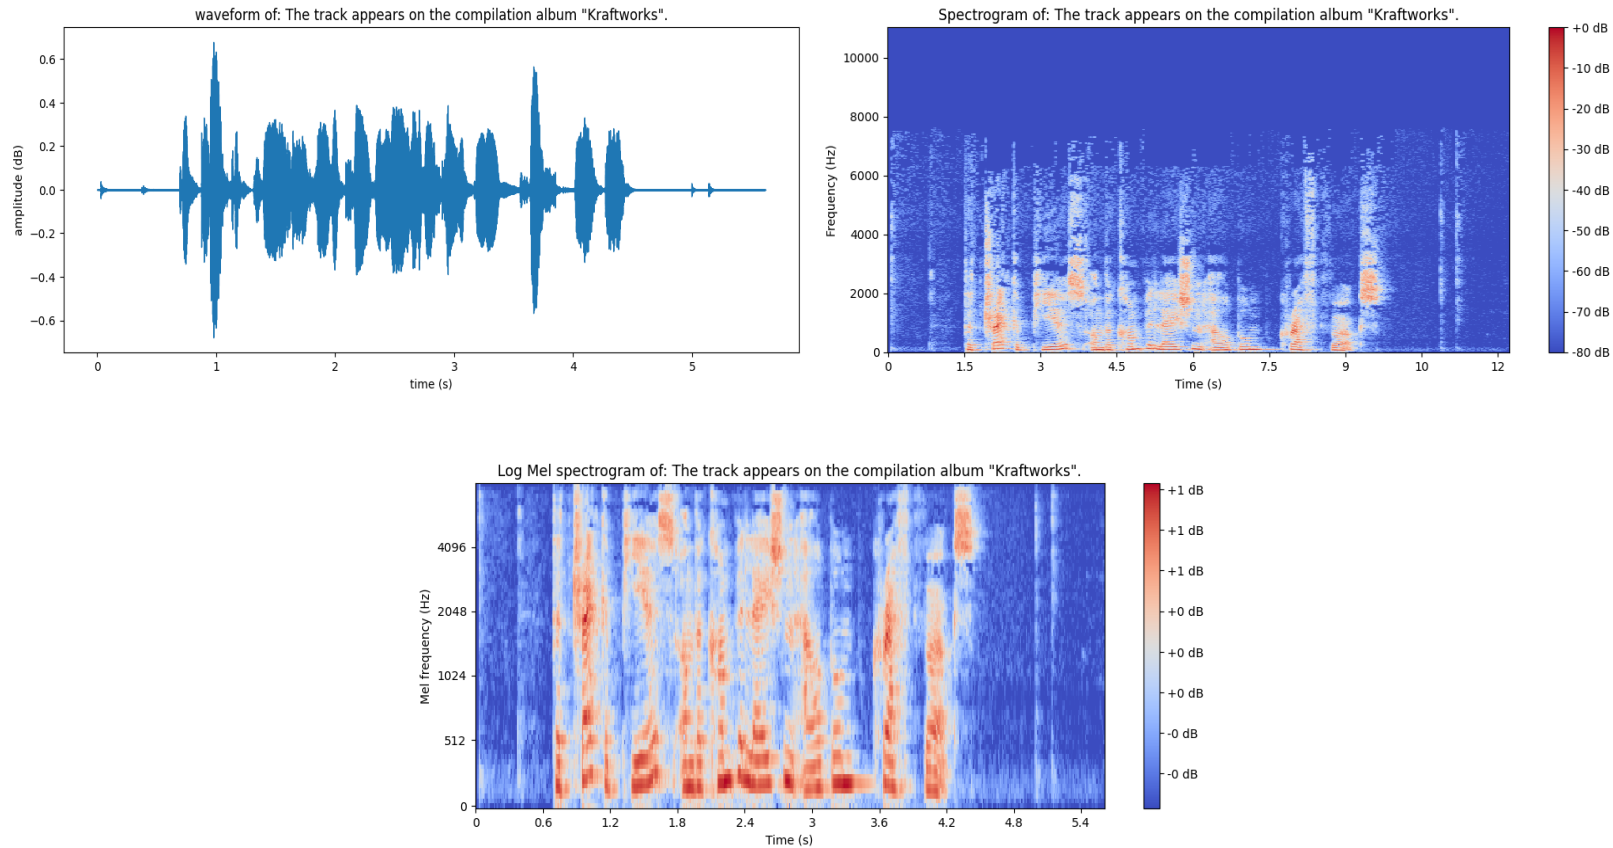 waveform of: The track appears on the compilation album "Kraftworks".
amplitude (dB)
0.6
0.4
0.2
0.0
−0.2
−0.4
−0.6
0 1 2 3 4 5
time (s)
Spectrogram of: The track appears on the compilation album "Kraftworks".
Frequency (Hz)
10000
8000
6000
4000
2000
0
0 1.5 3 4.5 6 7.5 9 10 12
Time (s)
+0 dB
-10 dB
-20 dB
-30 dB
-40 dB
-50 dB
-60 dB
-70 dB
-80 dB
Log Mel spectrogram of: The track appears on the compilation album "Kraftworks".
Mel frequency (Hz)
4096
2048
1024
512
0
0 0.6 1.2 1.8 2.4 3 3.6 4.2 4.8 5.4
Time (s)
+1 dB
+1 dB
+1 dB
+0 dB
+0 dB
+0 dB
-0 dB
-0 dB